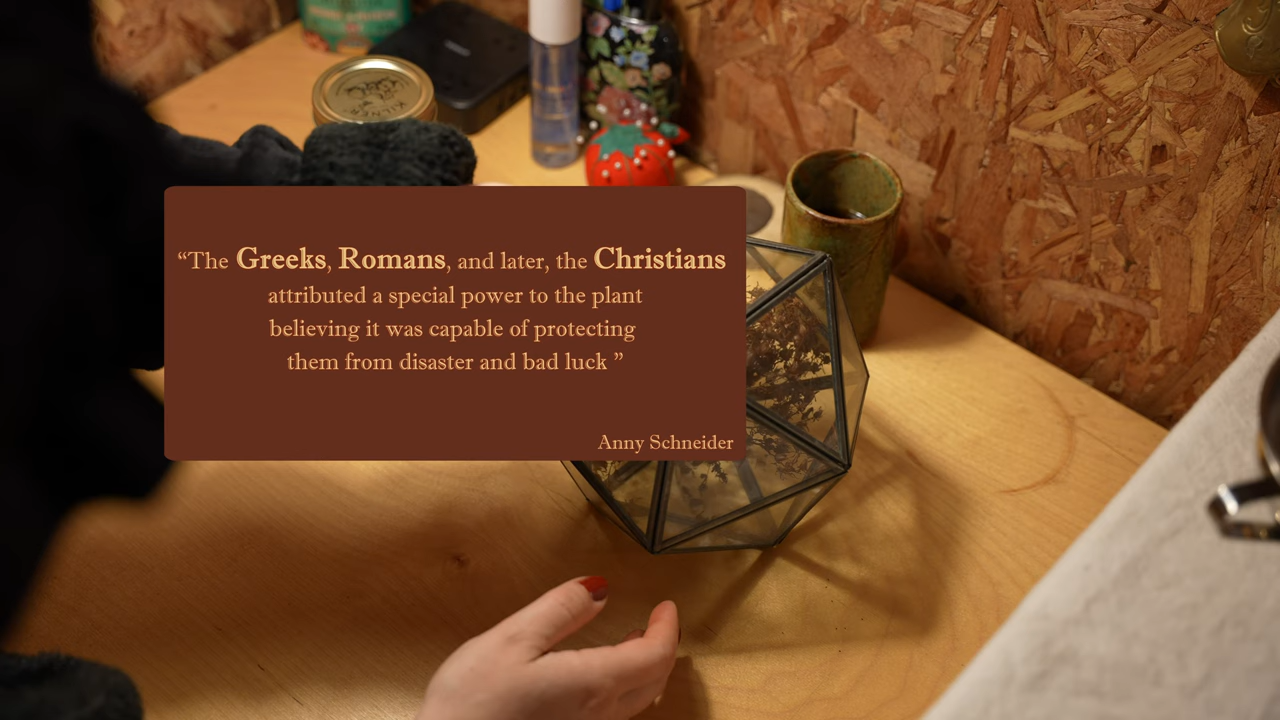 “The Greeks, Romans, and later, the Christians
attributed a special power to the plant
believing it was capable of protecting
them from disaster and bad luck ”
Anny Schneider
KILNER